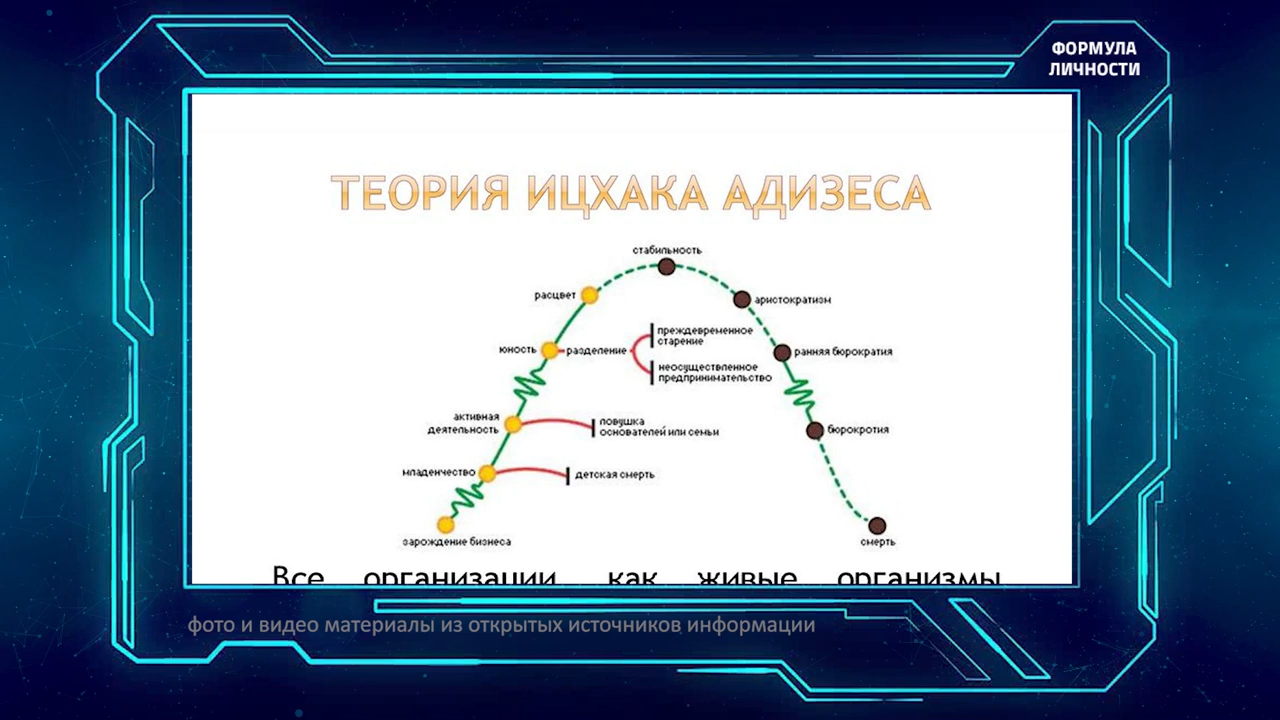 ФОРМУЛА
ЛИЧНОСТИ
ТЕОРИЯ ИЦХАКА АДИЗЕСА
стабильность
расцвет
аристократизм
юность
разделение
преждевременное
старение
неосуществленное
предпринимательство
ранняя бюрократия
активная
деятельность
ловушка
основателей или семьи
бюрокротия
младенчество
детская смерть
зарождение бизнеса
смерть
Все организации, как живые организмы
фото и видео материалы из открытых источников информации